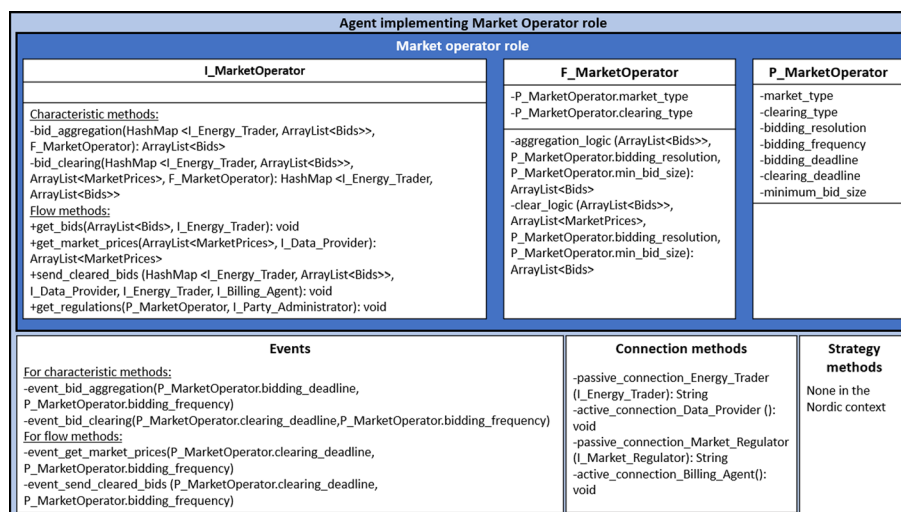 Agent implementing Market Operator role
Market operator role
I_MarketOperator
Characteristic methods:
-bid_aggregation(HashMap <I_Energy_Trader, ArrayList<Bids>>,
F_MarketOperator): ArrayList<Bids>
-bid_clearing(HashMap <I_Energy_Trader, ArrayList<Bids>>,
ArrayList<MarketPrices>, F_MarketOperator): HashMap <I_Energy_Trader,
ArrayList<Bids>>
Flow methods:
+get_bids(ArrayList<Bids>, I_Energy_Trader): void
+get_market_prices(ArrayList<MarketPrices>, I_Data_Provider):
ArrayList<MarketPrices>
+send_cleared_bids (HashMap <I_Energy_Trader, ArrayList<Bids>>,
I_Data_Provider, I_Energy_Trader, I_Billing_Agent): void
+get_regulations(P_MarketOperator, I_Party_Administrator): void
F_MarketOperator
-P_MarketOperator.market_type
-P_MarketOperator.clearing_type
-aggregation_logic (ArrayList<Bids>>,
P_MarketOperator.bidding_resolution,
P_MarketOperator.min_bid_size):
ArrayList<Bids>
-clear_logic (ArrayList<Bids>>,
ArrayList<MarketPrices>,
P_MarketOperator.bidding_resolution,
P_MarketOperator.min_bid_size):
ArrayList<Bids>
P_MarketOperator
-market_type
-clearing_type
-bidding_resolution
-bidding_frequency
-bidding_deadline
-clearing_deadline
-minimum_bid_size
Events
For characteristic methods:
-event_bid_aggregation(P_MarketOperator.bidding_deadline,
P_MarketOperator.bidding_frequency)
-event_bid_clearing(P_MarketOperator.clearing_deadline,P_MarketOperator.bidding_frequency)
For flow methods:
-event_get_market_prices(P_MarketOperator.clearing_deadline,
P_MarketOperator.bidding_frequency)
-event_send_cleared_bids (P_MarketOperator.clearing_deadline,
P_MarketOperator.bidding_frequency)
Connection methods
-passive_connection_Energy_Trader
(I_Energy_Trader): String
-active_connection_Data_Provider ():
void
-passive_connection_Market_Regulator
(I_Market_Regulator): String
-active_connection_Billing_Agent():
void
Strategy
methods
None in the
Nordic context